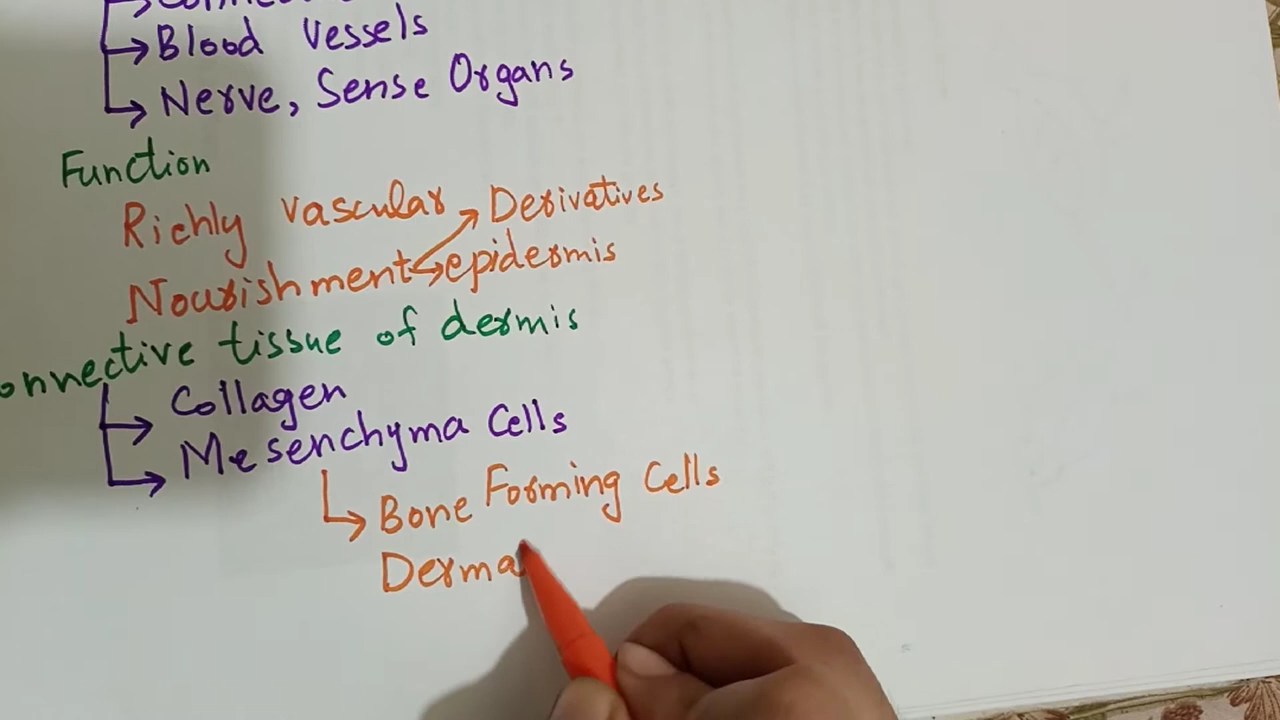 Blood Vessels
Nerve, Sense Organs
Function
Richly vascular
Derivatives
Nourishment
epidermis
onnective tissue of dermis
Collagen
Mesenchyma Cells
Bone Forming Cells
Derma